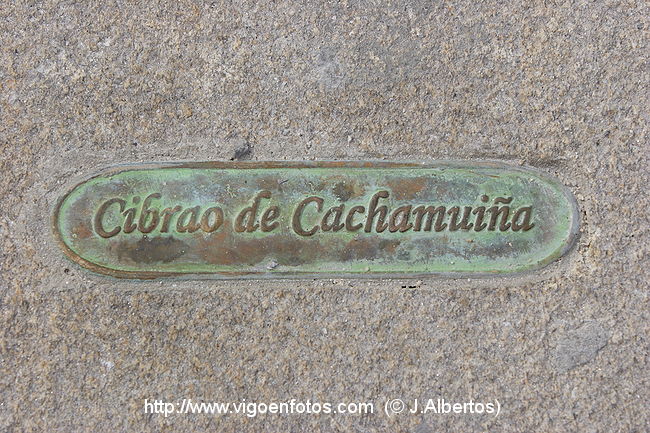 Cibrao de Cachamuiña
http://www.vigoenfotos.com (© J.Albertos)